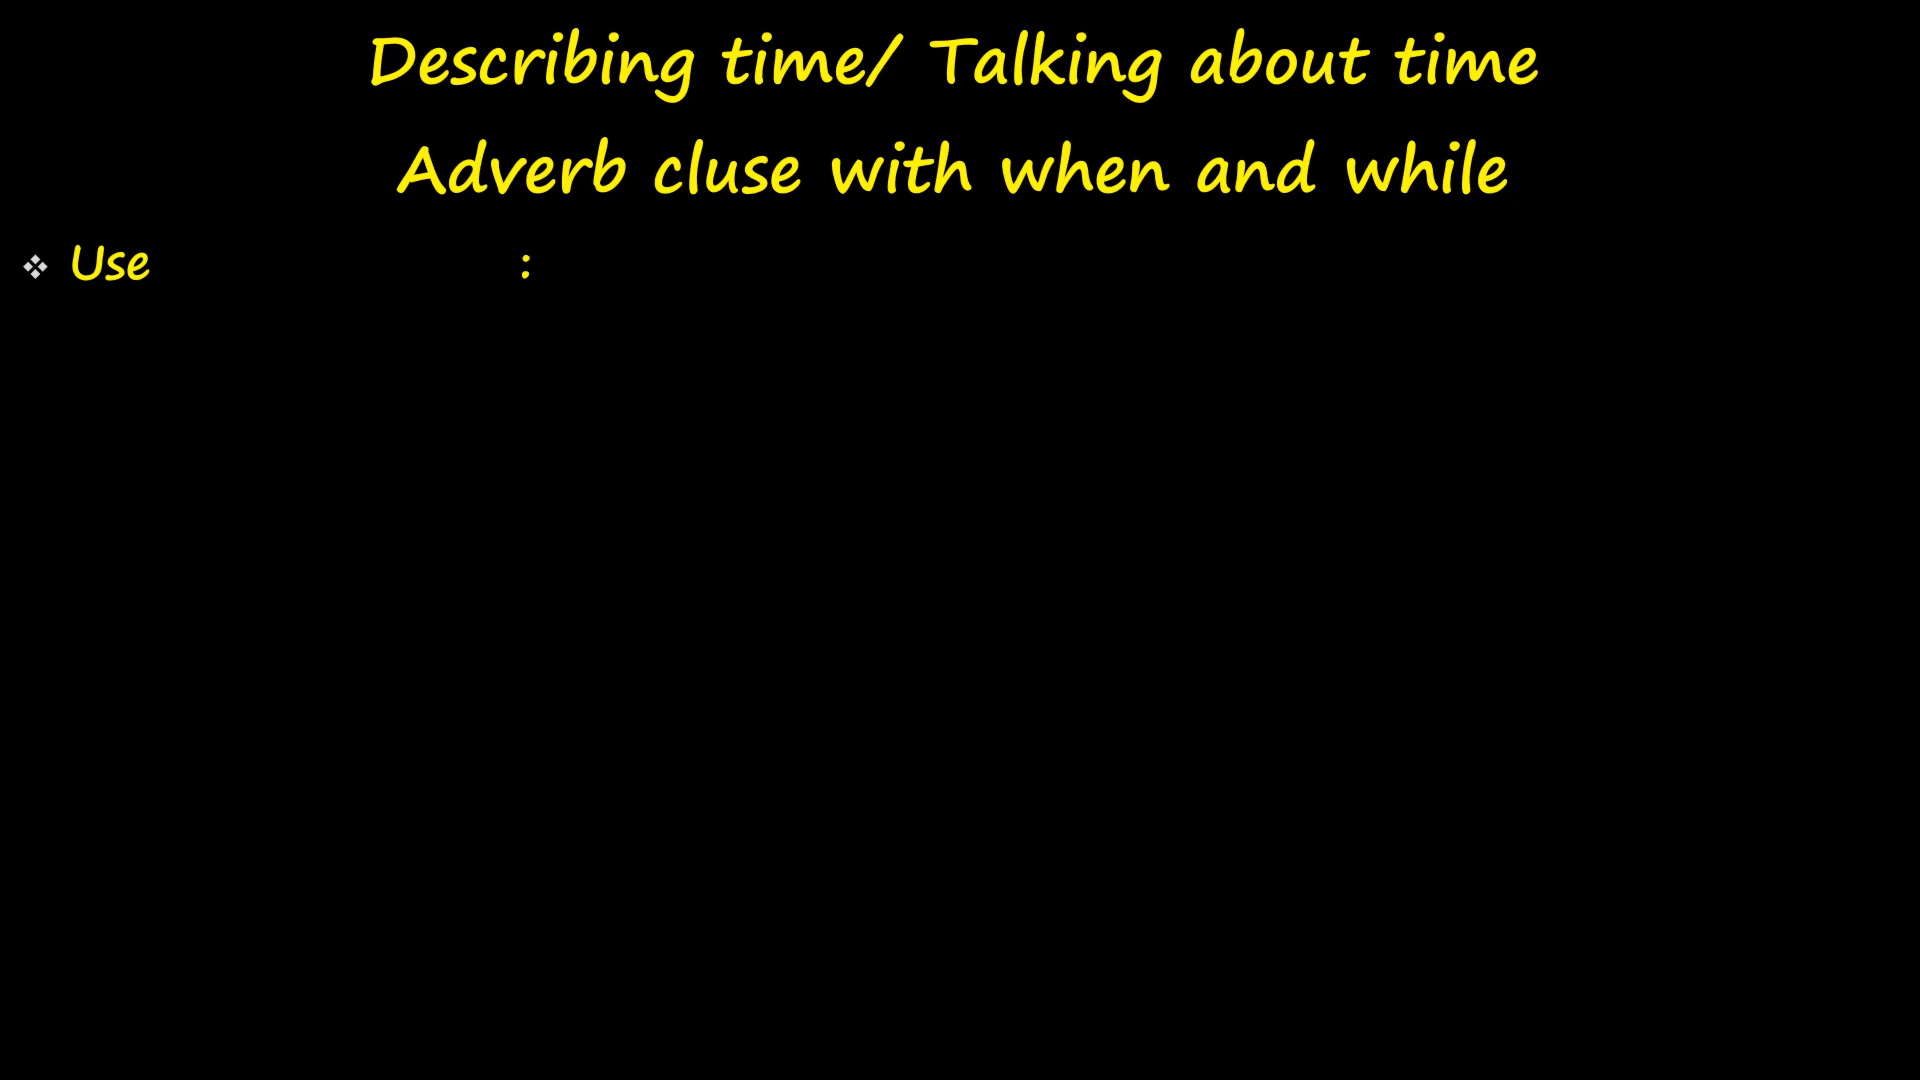 Describing time/ Talking about time
Adverb cluse with when and while
❖ Use :